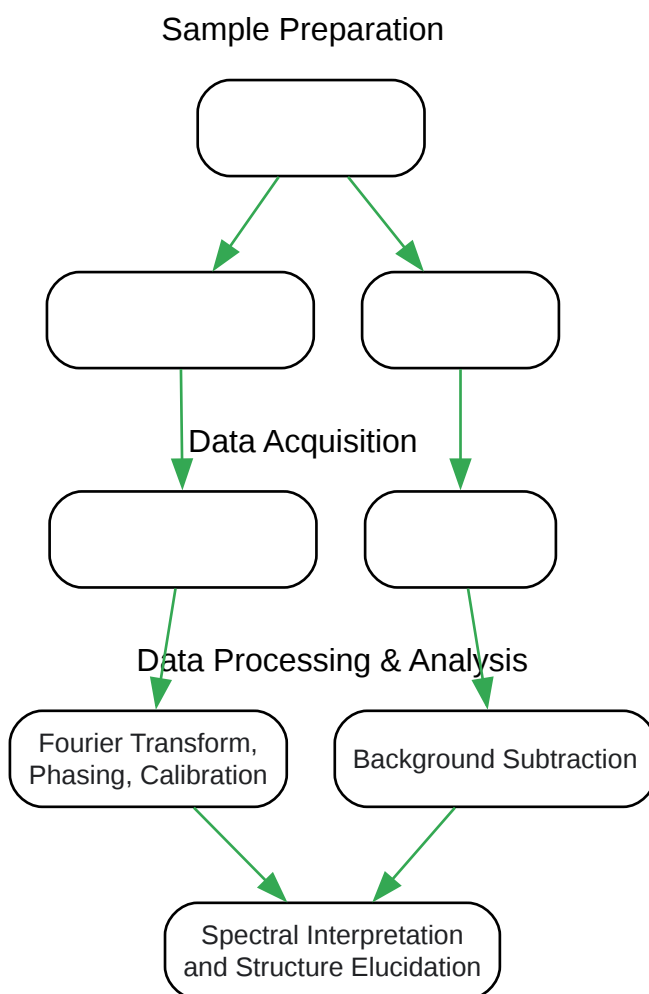 Sample Preparation
Data Acquisition
Data Processing & Analysis
Fourier Transform,
Phasing, Calibration
Background Subtraction
Spectral Interpretation
and Structure Elucidation